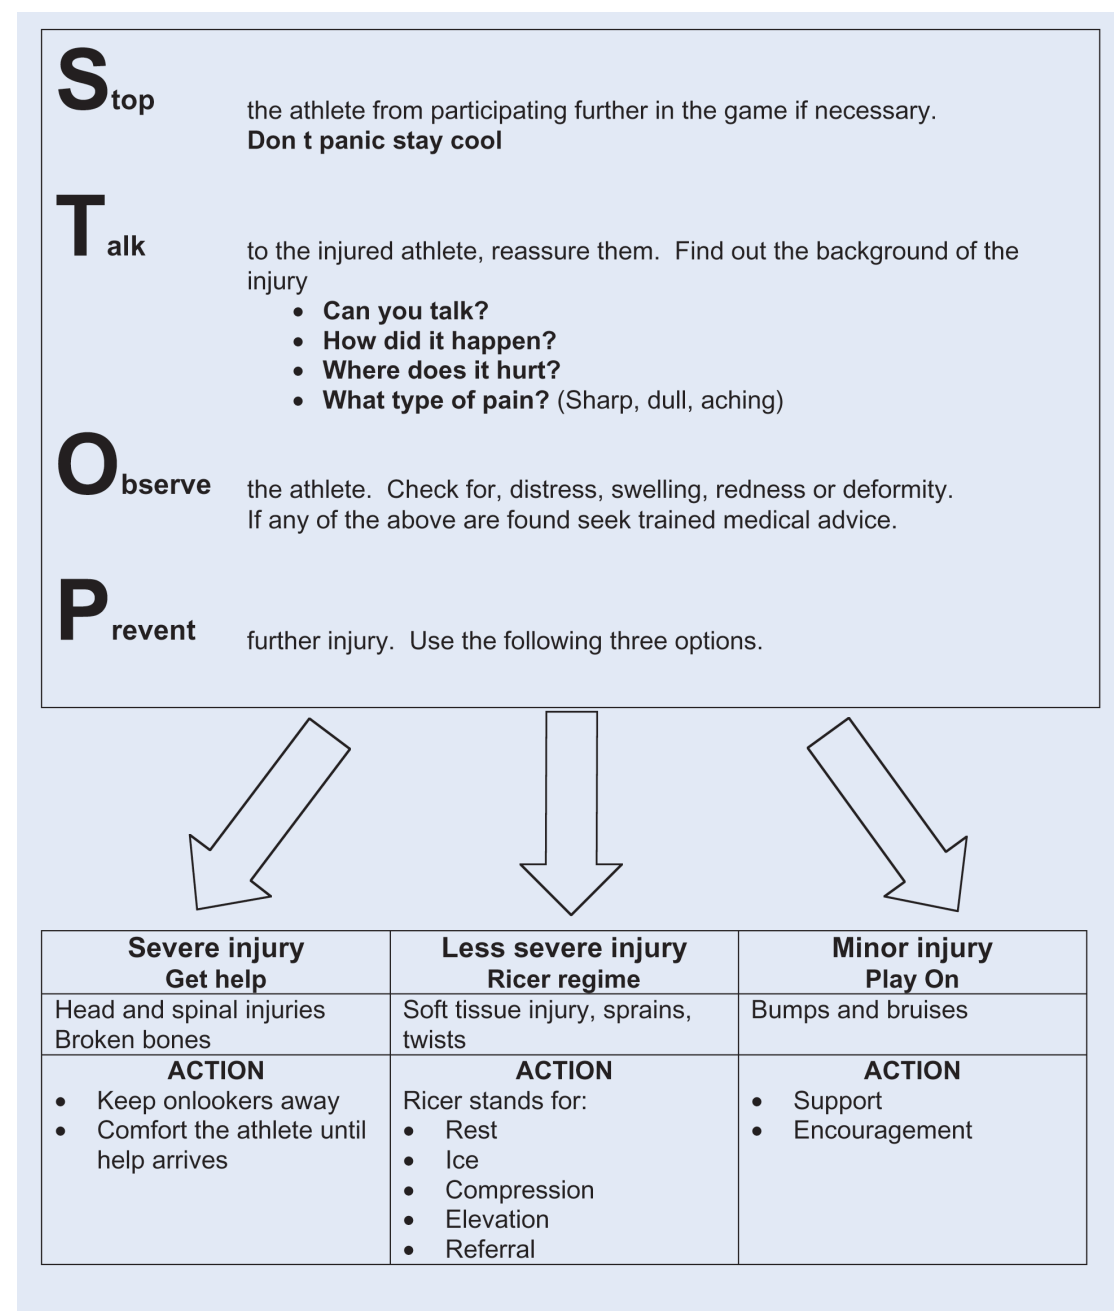 Stop
the athlete from participating further in the game if necessary.
Don t panic stay cool
Talk
to the injured athlete, reassure them.  Find out the background of the
injury
• Can you talk?
• How did it happen?
• Where does it hurt?
• What type of pain? (Sharp, dull, aching)
Observe
the athlete.  Check for, distress, swelling, redness or deformity.
If any of the above are found seek trained medical advice.
Prevent
further injury.  Use the following three options.
Severe injury
Get help
Head and spinal injuries
Broken bones
ACTION
• Keep onlookers away
• Comfort the athlete until
help arrives
Less severe injury
Ricer regime
Soft tissue injury, sprains,
twists
ACTION
Ricer stands for:
• Rest
• Ice
• Compression
• Elevation
• Referral
Minor injury
Play On
Bumps and bruises
ACTION
• Support
• Encouragement